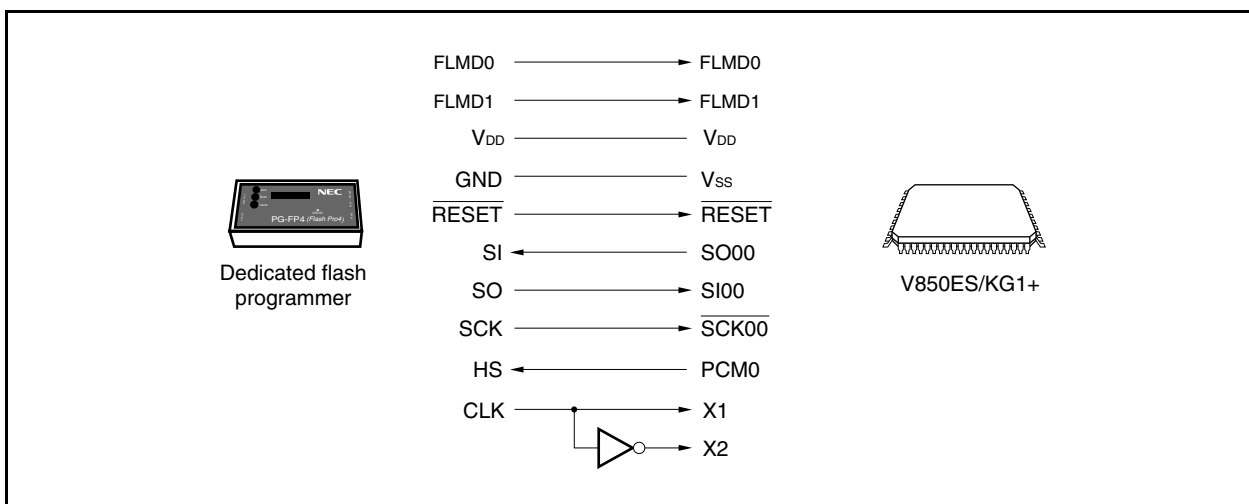 FLMD0 FLMD0
FLMD1 FLMD1
VDD VDD
GND VSS
RESET RESET
SI SO00
SO SI00
SCK SCK00
HS PCM0
CLK X1
X2
NEC
PG-FP4 (Flash Pro4)
Dedicated flash
programmer
V850ES/KG1+